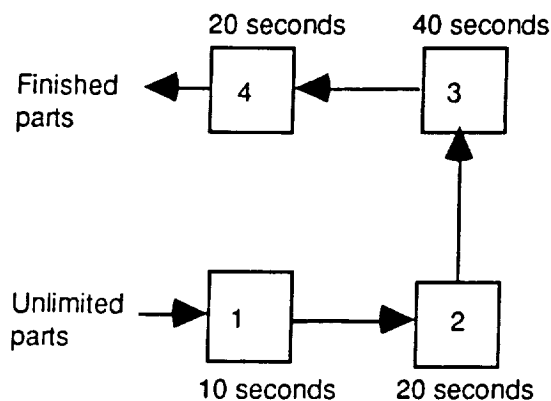 20 seconds
40 seconds
Finished
parts
4
3
Unlimited
parts
1
2
10 seconds
20 seconds